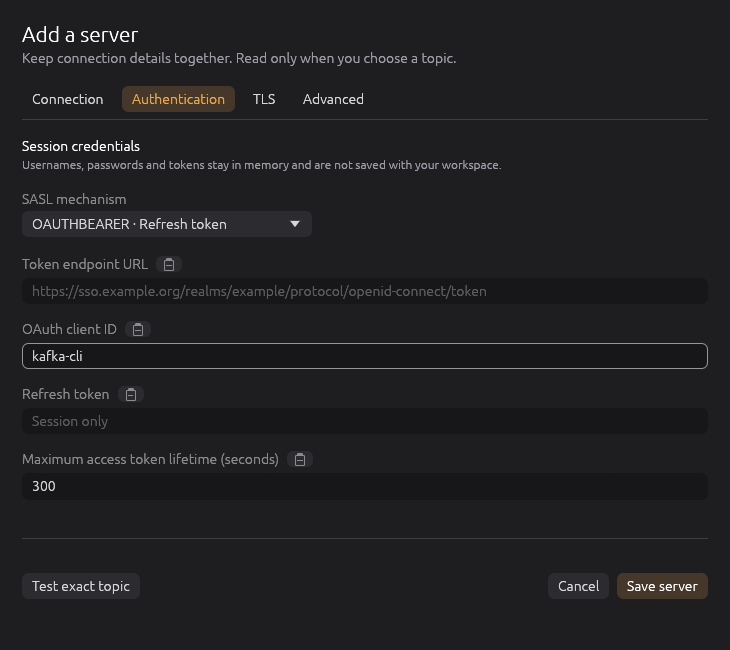 Add a server
Keep connection details together. Read only when you choose a topic.
Connection Authentication TLS Advanced
Session credentials
Usernames, passwords and tokens stay in memory and are not saved with your workspace.
SASL mechanism
OAUTHBEARER · Refresh token
Token endpoint URL
https://sso.example.org/realms/example/protocol/openid-connect/token
OAuth client ID
kafka-cli
Refresh token
Session only
Maximum access token lifetime (seconds)
300
Test exact topic Cancel Save server